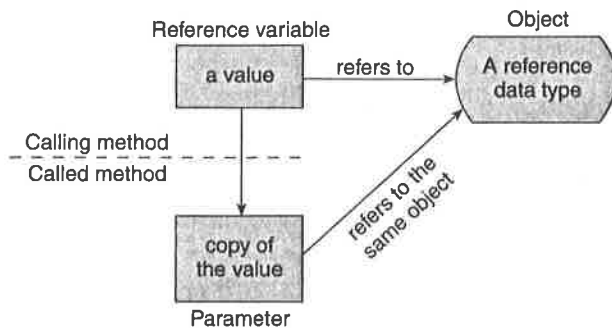 Object
Reference variable
a value
refers to
A reference
data type
Calling method
Called method
refers to the
same object
copy of
the value
Parameter